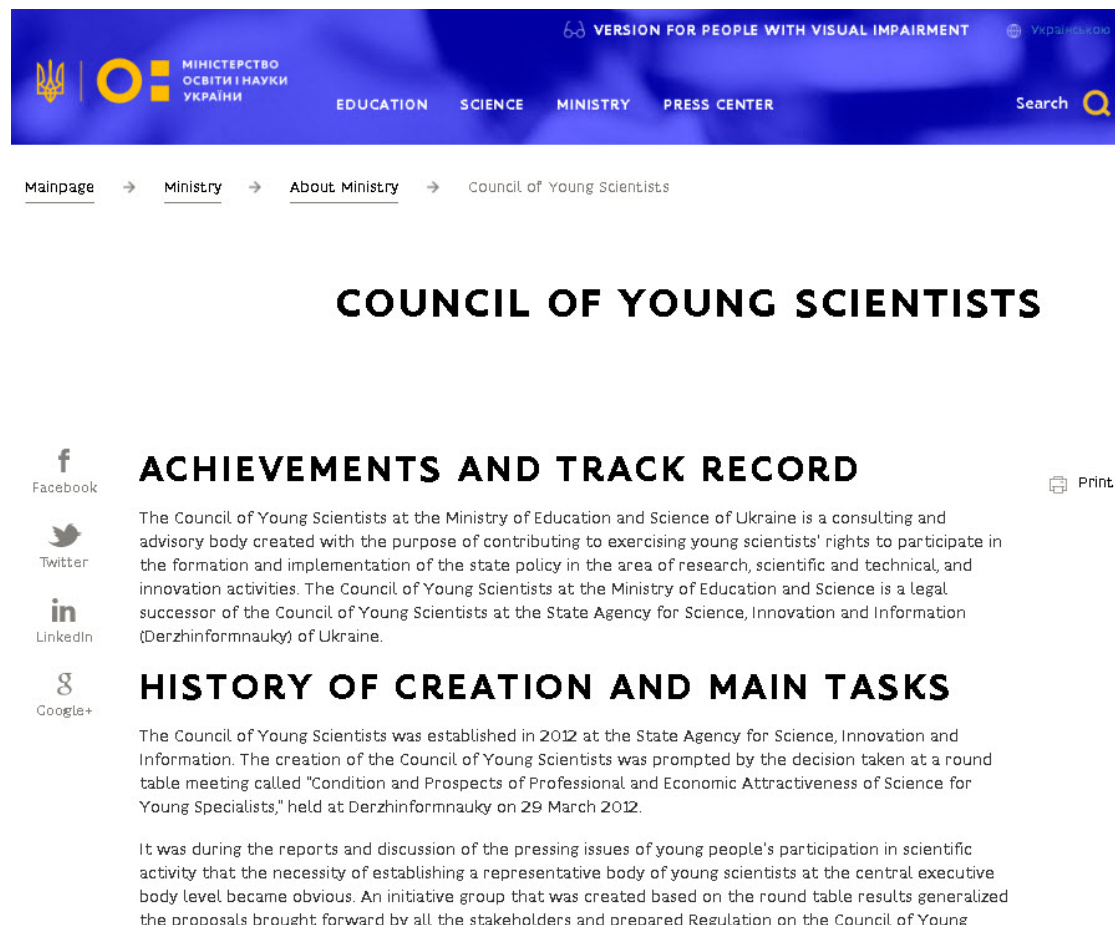 VERSION FOR PEOPLE WITH VISUAL IMPAIRMENT
Українською
МІНІСТЕРСТВО
ОСВІТИ І НАУКИ
УКРАЇНИ
EDUCATION SCIENCE MINISTRY PRESS CENTER
Search
Mainpage → Ministry → About Ministry → Council of Young Scientists
COUNCIL OF YOUNG SCIENTISTS
Facebook
Twitter
LinkedIn
Google+
Print
ACHIEVEMENTS AND TRACK RECORD
The Council of Young Scientists at the Ministry of Education and Science of Ukraine is a consulting and
advisory body created with the purpose of contributing to exercising young scientists' rights to participate in
the formation and implementation of the state policy in the area of research, scientific and technical, and
innovation activities. The Council of Young Scientists at the Ministry of Education and Science is a legal
successor of the Council of Young Scientists at the State Agency for Science, Innovation and Information
(Derzhinformnauky) of Ukraine.
HISTORY OF CREATION AND MAIN TASKS
The Council of Young Scientists was established in 2012 at the State Agency for Science, Innovation and
Information. The creation of the Council of Young Scientists was prompted by the decision taken at a round
table meeting called "Condition and Prospects of Professional and Economic Attractiveness of Science for
Young Specialists," held at Derzhinformnauky on 29 March 2012.
It was during the reports and discussion of the pressing issues of young people's participation in scientific
activity that the necessity of establishing a representative body of young scientists at the central executive
body level became obvious. An initiative group that was created based on the round table results generalized
the proposals brought forward by all the stakeholders and prepared Regulation on the Council of Young